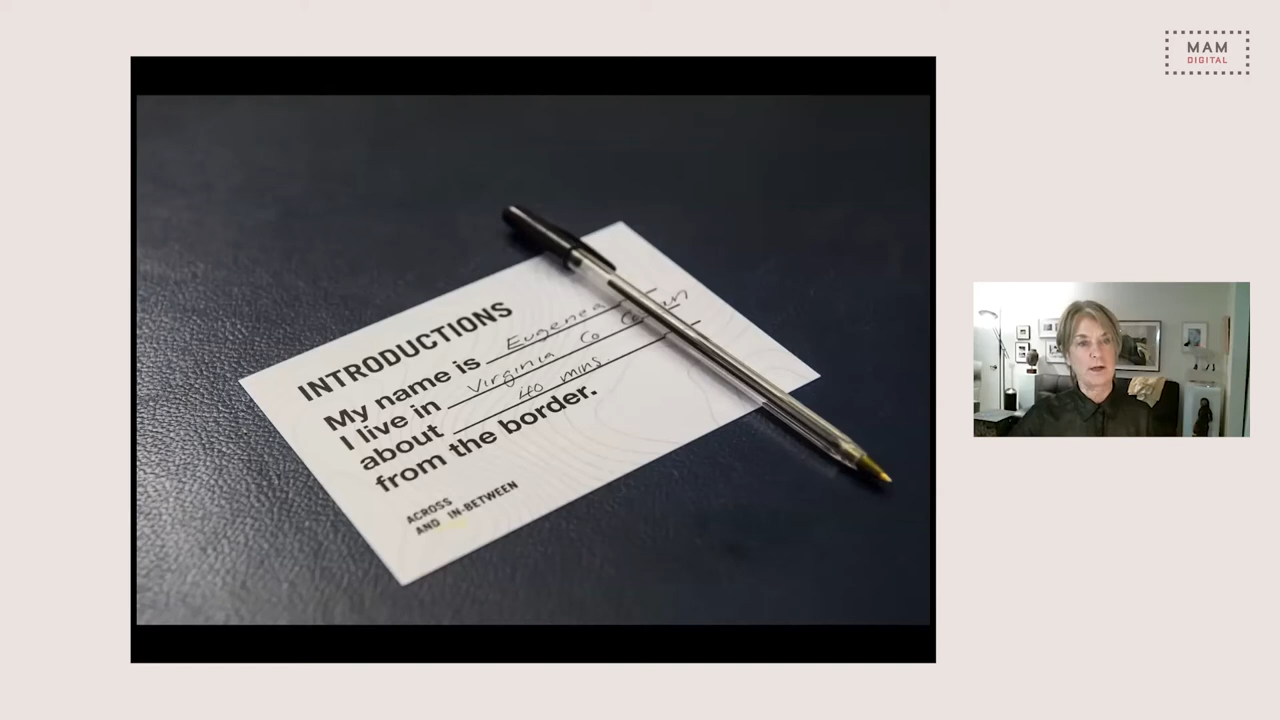 INTRODUCTIONS
My name is Eugenea
I live in Virginia Co
about 40 mins.
from the border.
ACROSS
AND IN-BETWEEN
MAM
DIGITAL